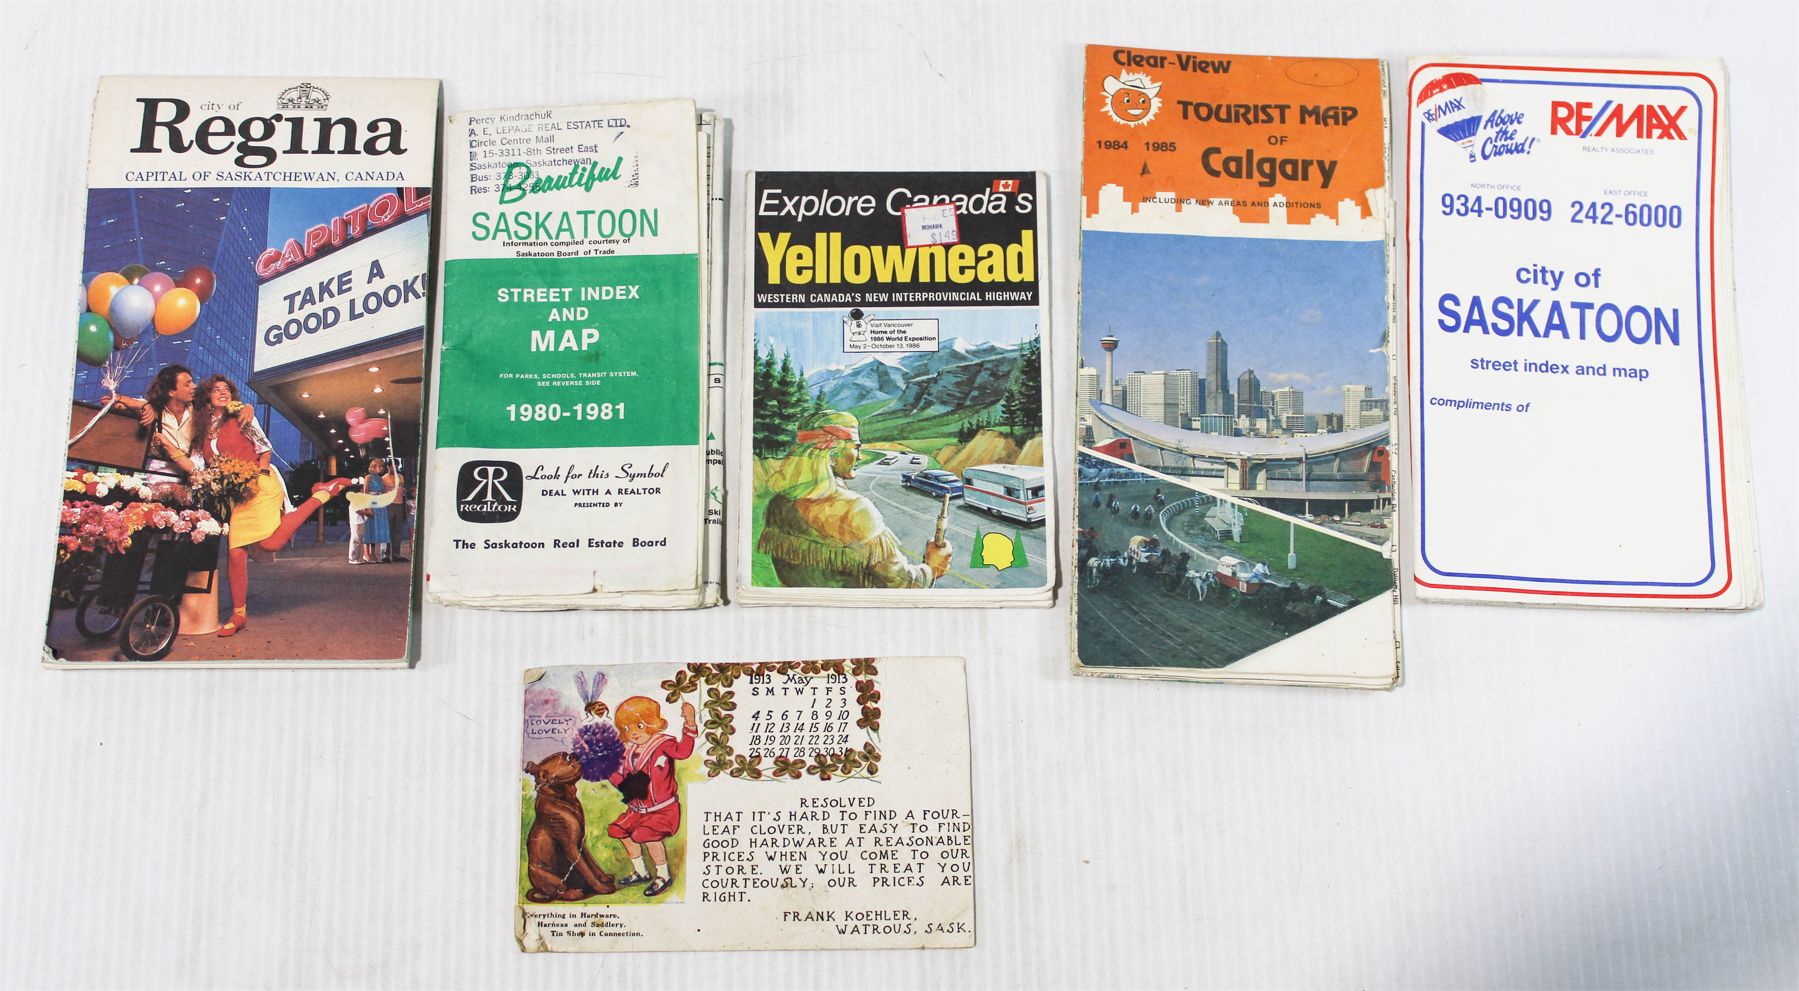 city of
Regina
CAPITAL OF SASKATCHEWAN, CANADA
CAPITOL
TAKE A
GOOD LOOK!
Percy Kindrachuk
A. E. LEPAGE REAL ESTATE LTD.
Circle Centre Mall
15-3311-8th Street East
Saskatoon, Saskatchewan
Bus: 373-3033
Res:
Beautiful
SASKATOON
Information compiled courtesy of
Saskatoon Board of Trade
STREET INDEX
AND
MAP
FOR PARKS, SCHOOLS, TRANSIT SYSTEM,
SEE REVERSE SIDE
1980-1981
R
REALTOR
Look for this Symbol
DEAL WITH A REALTOR
PRESENTED BY
The Saskatoon Real Estate Board
Ski
Explore Canada's
MOHAWK
$1.49
Yellowhead
WESTERN CANADA'S NEW INTERPROVINCIAL HIGHWAY
Visit Vancouver
Home of the
1986 World Exposition
May 2-October 13, 1986
Clear-View
TOURIST MAP
OF
Calgary
1984 1985
INCLUDING NEW AREAS AND ADDITIONS
RE/MAX
Above
the
Crowd!
RE/MAX
REALTY ASSOCIATES
NORTH OFFICE
934-0909
EAST OFFICE
242-6000
city of
SASKATOON
street index and map
compliments of
LOVELY
LOVELY
1913 May 1913
S M T W T F S
1 2 3
4 5 6 7 8 9 10
11 12 13 14 15 16 17
18 19 20 21 22 23 24
25 26 27 28 29 30 31
RESOLVED
THAT IT'S HARD TO FIND A FOUR-
LEAF CLOVER, BUT EASY TO FIND
GOOD HARDWARE AT REASONABLE
PRICES WHEN YOU COME TO OUR
STORE. WE WILL TREAT YOU
COURTEOUSLY; OUR PRICES ARE
RIGHT.
FRANK KOEHLER,
WATROUS, SASK.
Everything in Hardware,
Harness and Saddlery.
Tin Shop in Connection.